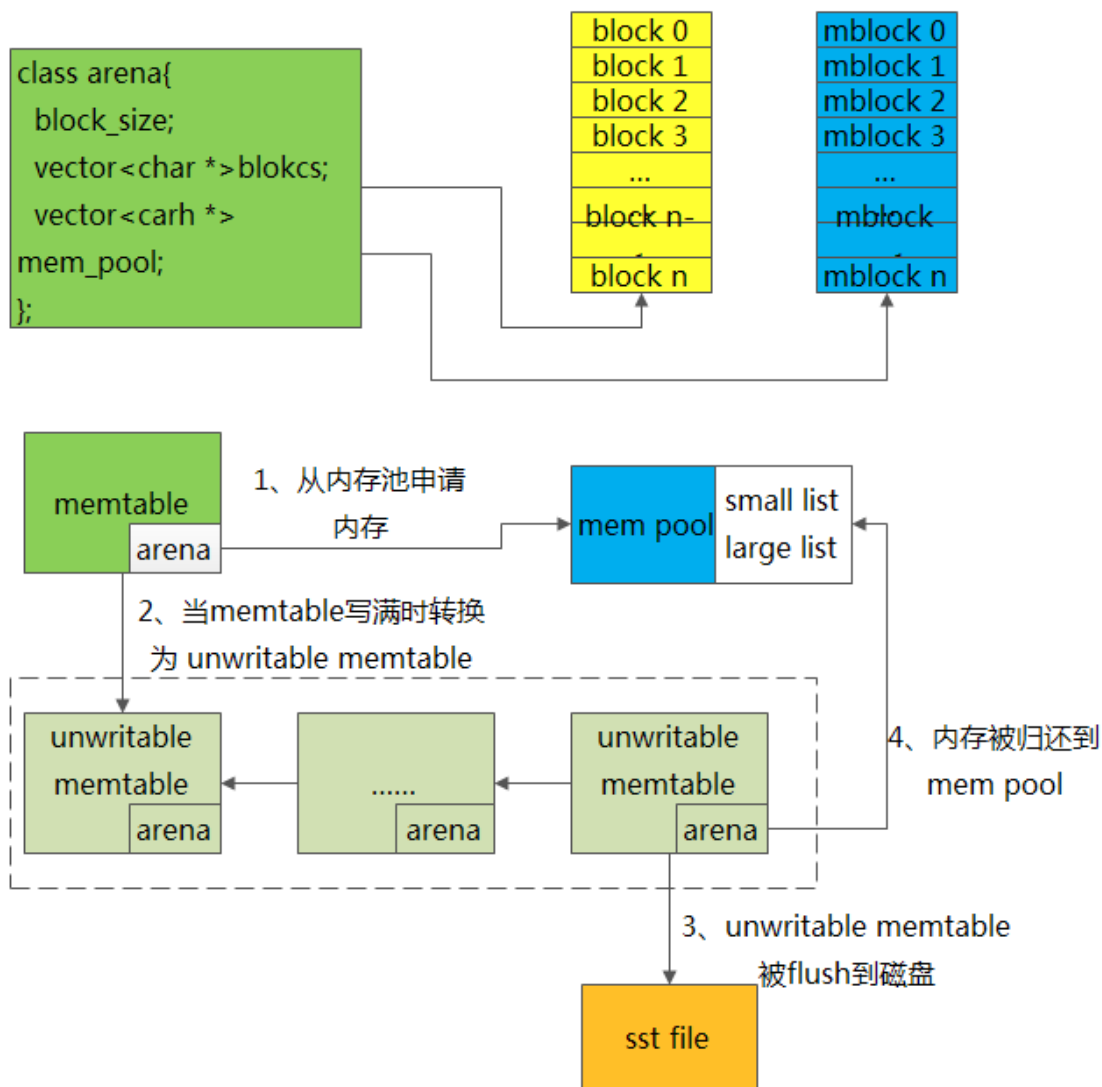 class arena{
block_size;
vector<char *>blokcs;
vector<carh *>
mem_pool;
};
block 0
block 1
block 2
block 3
...
block n-
block n
mblock 0
mblock 1
mblock 2
mblock 3
...
mblock
mblock n
memtable
arena
1、从内存池申请
内存
mem pool
small list
large list
2、当memtable写满时转换
为 unwritable memtable
unwritable
memtable
arena
......
arena
unwritable
memtable
arena
4、内存被归还到
mem pool
3、unwritable memtable
被flush到磁盘
sst file